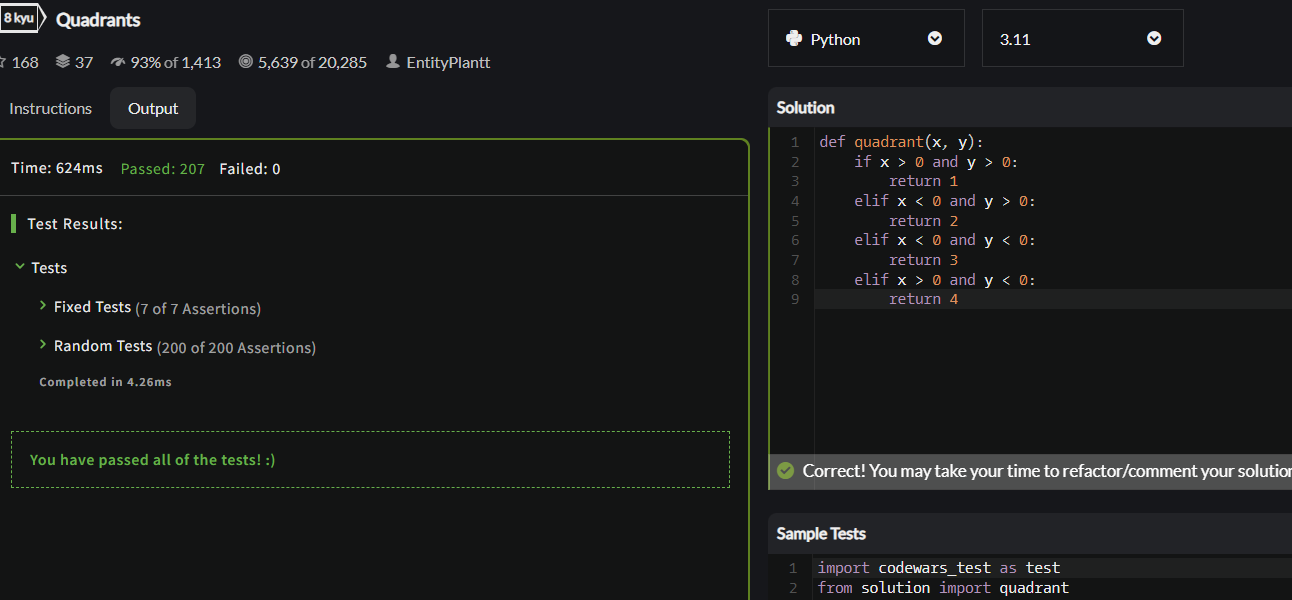 8 kyu Quadrants
168 37 93% of 1,413 5,639 of 20,285 EntityPlantt
Instructions Output
Time: 624ms Passed: 207 Failed: 0
Test Results:
Tests
Fixed Tests (7 of 7 Assertions)
Random Tests (200 of 200 Assertions)
Completed in 4.26ms
You have passed all of the tests! :)
Python 3.11
Solution
1 def quadrant(x, y):
2 if x > 0 and y > 0:
3 return 1
4 elif x < 0 and y > 0:
5 return 2
6 elif x < 0 and y < 0:
7 return 3
8 elif x > 0 and y < 0:
9 return 4
Correct! You may take your time to refactor/comment your solution
Sample Tests
1 import codewars_test as test
2 from solution import quadrant